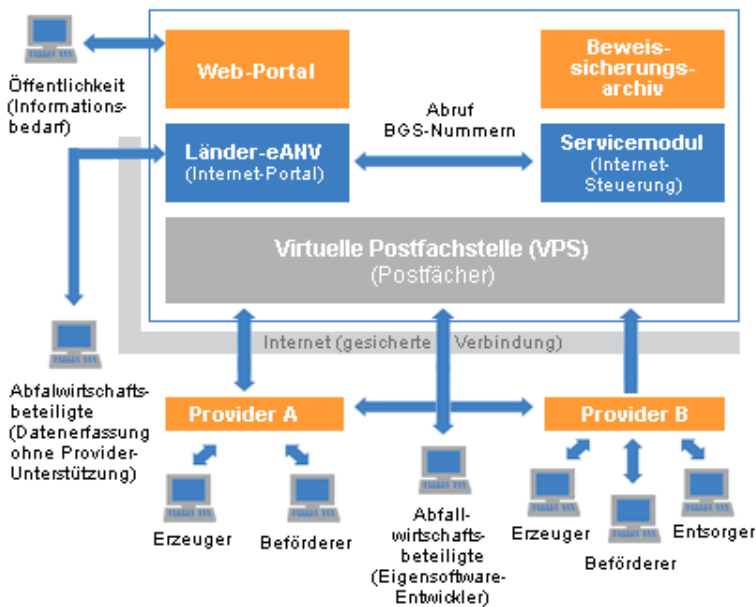 Web-Portal
Beweis-
sicherungs-
archiv
Öffentlichkeit
(Informations-
bedarf)
Abruf
BGS-Nummern
Länder-eANV
(Internet-Portal)
Servicemodul
(Internet-
Steuerung)
Virtuelle Postfachstelle (VPS)
(Postfächer)
Internet (gesicherte Verbindung)
Abfalwirtschafts-
beteiligte
(Datenerfassung
ohne Provider-
Unterstützung)
Provider A
Provider B
Erzeuger
Beförderer
Abfall-
wirtschafts-
beteiligte
(Eigensoftware-
Entwickler)
Erzeuger
Beförderer
Entsorger